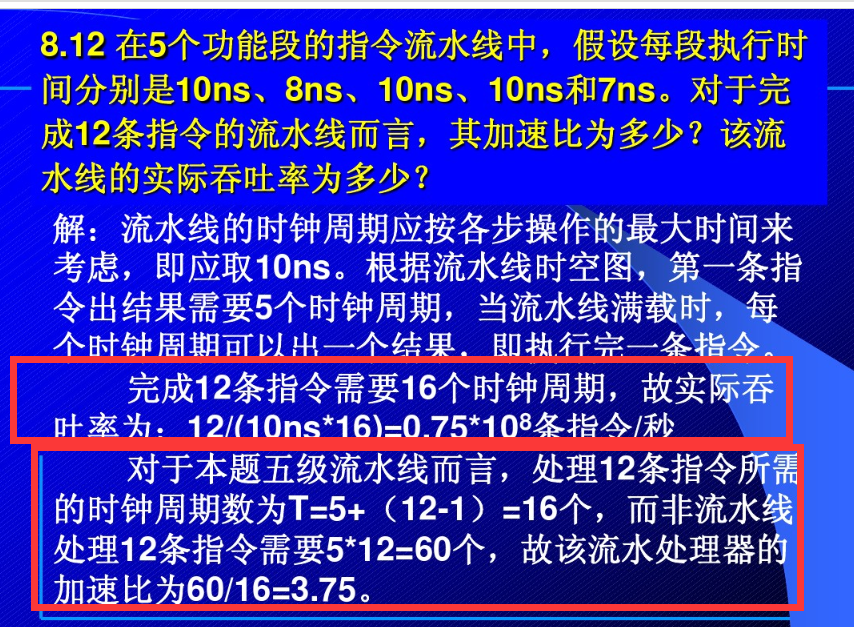 8.12 在5个功能段的指令流水线中，假设每段执行时
间分别是10ns、8ns、10ns、10ns和7ns。对于完
成12条指令的流水线而言，其加速比为多少？该流
水线的实际吞吐率为多少？
解：流水线的时钟周期应按各步操作的最大时间来
考虑，即应取10ns。根据流水线时空图，第一条指
令出结果需要5个时钟周期，当流水线满载时，每
个时钟周期可以出一个结果，即执行完一条指令。
完成12条指令需要16个时钟周期，故实际吞
吐率为：12/(10ns*16)=0.75*10⁸条指令/秒
对于本题五级流水线而言，处理12条指令所需
的时钟周期数为T=5+（12-1）=16个，而非流水线
处理12条指令需要5*12=60个，故该流水处理器的
加速比为60/16=3.75。